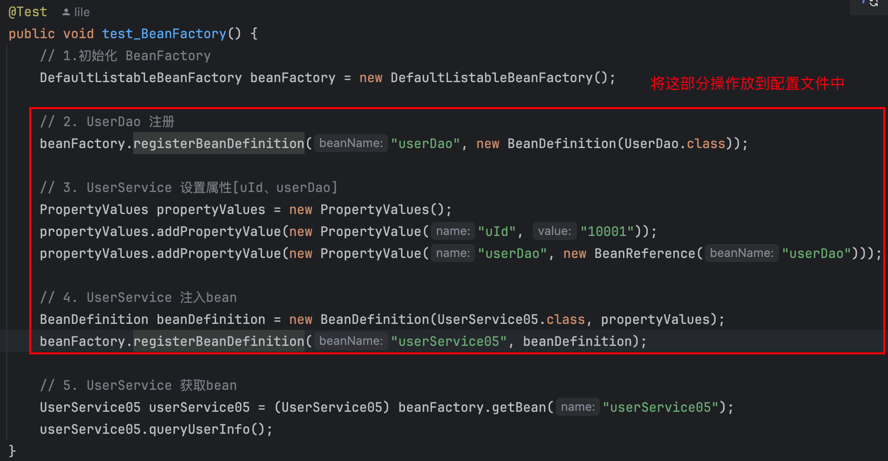 @Test lile
public void test_BeanFactory() {
// 1.初始化 BeanFactory
DefaultListableBeanFactory beanFactory = new DefaultListableBeanFactory();
将这部分操作放到配置文件中
// 2. UserDao 注册
beanFactory.registerBeanDefinition( beanName: "userDao", new BeanDefinition(UserDao.class));
// 3. UserService 设置属性[uId、userDao]
PropertyValues propertyValues = new PropertyValues();
propertyValues.addPropertyValue(new PropertyValue( name: "uId", value: "10001"));
propertyValues.addPropertyValue(new PropertyValue( name: "userDao", new BeanReference( beanName: "userDao")));
// 4. UserService 注入bean
BeanDefinition beanDefinition = new BeanDefinition(UserService05.class, propertyValues);
beanFactory.registerBeanDefinition( beanName: "userService05", beanDefinition);
// 5. UserService 获取bean
UserService05 userService05 = (UserService05) beanFactory.getBean( name: "userService05");
userService05.queryUserInfo();
}